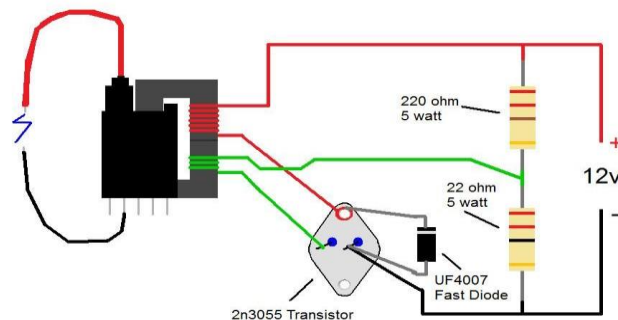 220 ohm
5 watt
+
12v
22 ohm
5 watt
-
UF4007
Fast Diode
2n3055 Transistor